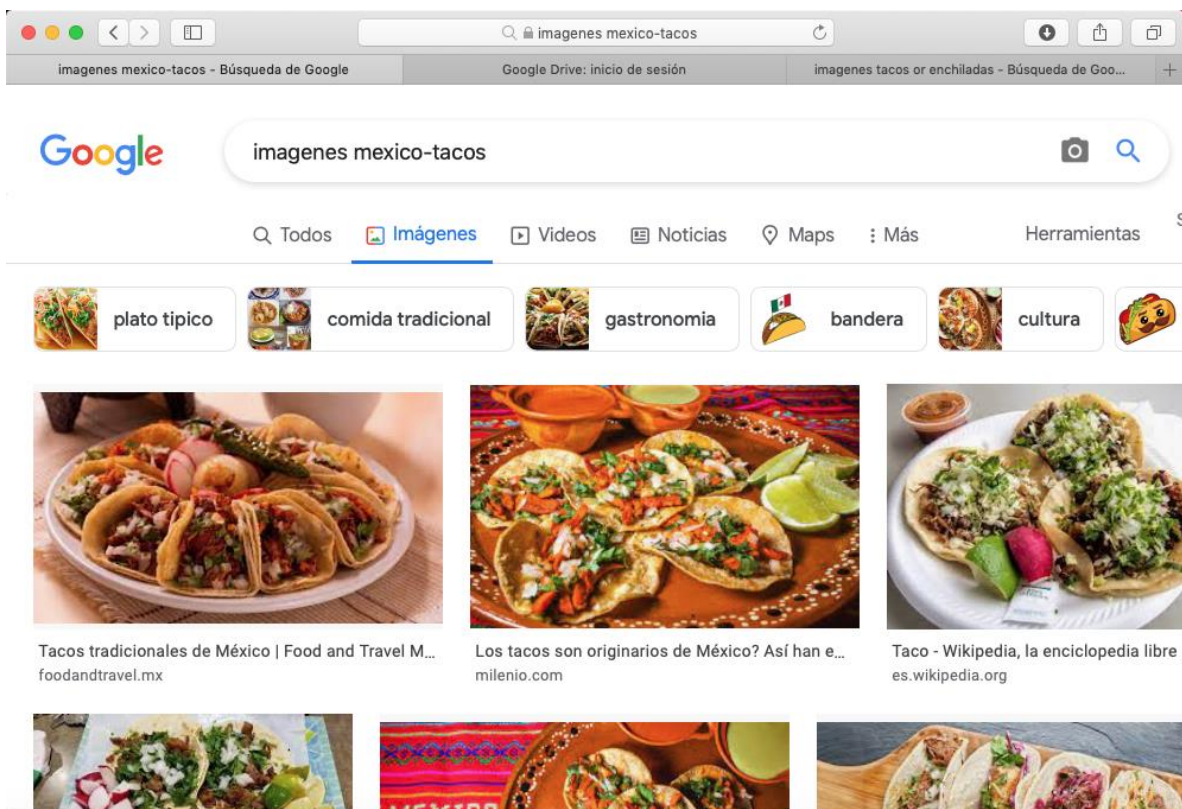 imagenes mexico-tacos
imagenes mexico-tacos - Búsqueda de Google
Google Drive: inicio de sesión
imagenes tacos or enchiladas - Búsqueda de Goo...
Google
imagenes mexico-tacos
Todos
Imágenes
Videos
Noticias
Maps
Más
Herramientas
S
plato tipico
comida tradicional
gastronomia
bandera
cultura
Tacos tradicionales de México | Food and Travel M...
foodandtravel.mx
Los tacos son originarios de México? Así han e...
milenio.com
Taco - Wikipedia, la enciclopedia libre
es.wikipedia.org
MEXICO